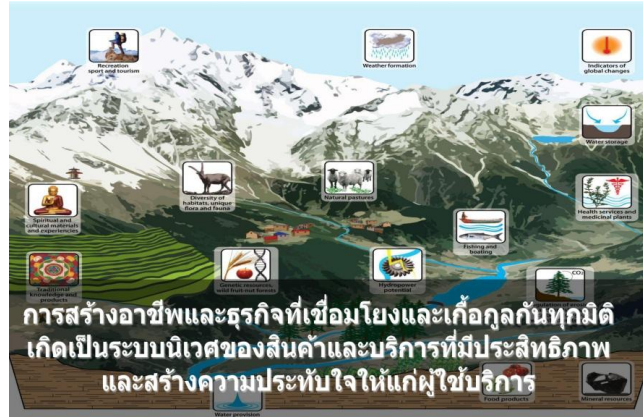 Recreation
sport and tourism
Weather formation
Indicators of
global changes
Water storage
Diversity of
habitats, unique
flora and fauna
Natural pastures
Spiritual and
cultural materials
and experiencies
Health services and
medicinal plants
Fishing and
boating
Traditional
knowledge and
products
Genetic resources,
wild fruit-nut forests
Hydropower
potential
CO₂
การสร้างอาชีพและธุรกิจที่เชื่อมโยงและเกื้อกูลกันทุกมิติ
เกิดเป็นระบบนิเวศของสินค้าและบริการที่มีประสิทธิภาพ
และสร้างความประทับใจให้แก่ผู้ใช้บริการ
Food products
Mineral resources
Water provision